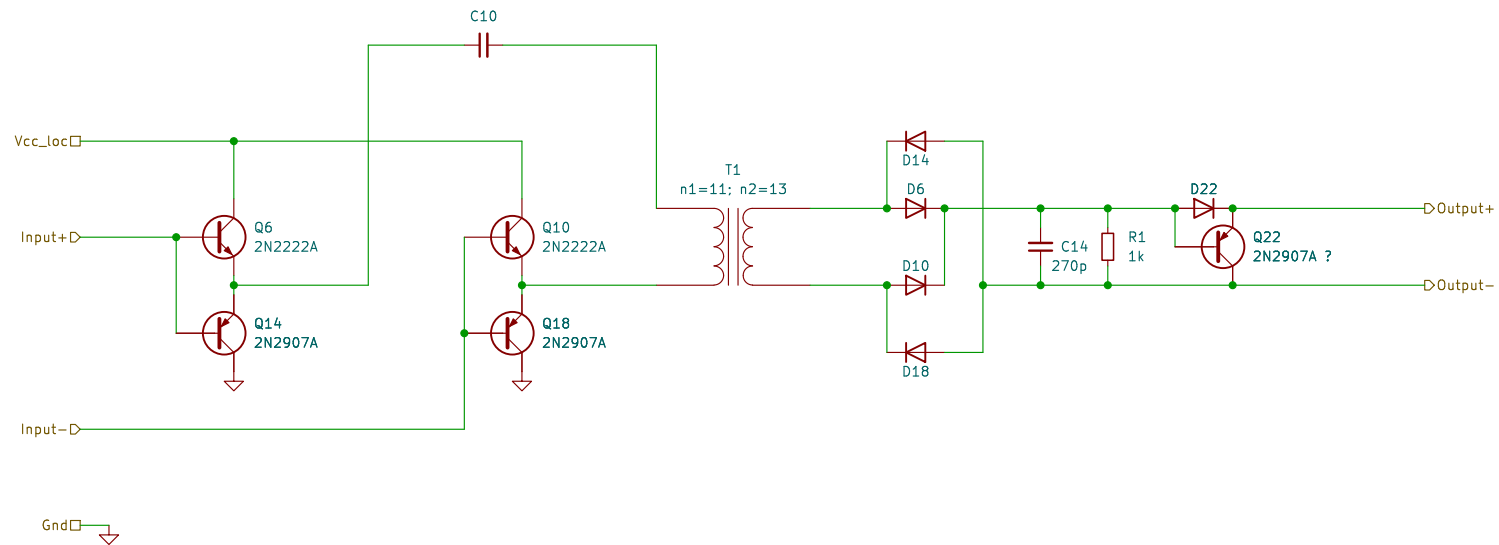 C10
Vcc_loc
T1
n1=11; n2=13
D14
D6
D22
Output+
Input+
Q6
2N2222A
Q10
2N2222A
C14
270p
R1
1k
Q22
2N2907A ?
D10
Output-
Q14
2N2907A
Q18
2N2907A
D18
Input-
Gnd